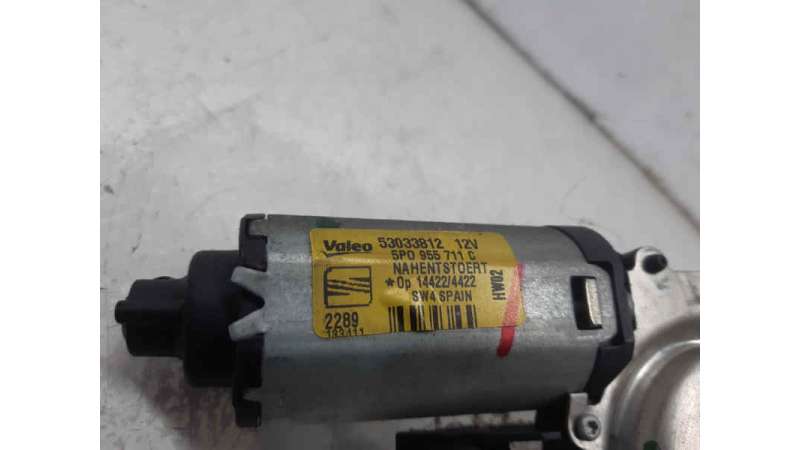 Valeo 53033812 12V
5P0 955 711 C
NAHENTSTOERT
*Op 14422/4422
SW4 SPAIN
HW02
2289